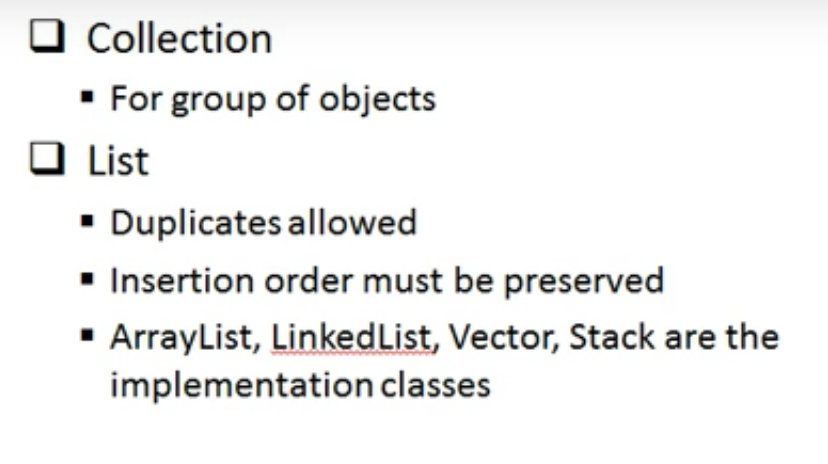 Collection
For group of objects
List
Duplicates allowed
Insertion order must be preserved
ArrayList, LinkedList, Vector, Stack are the
implementation classes